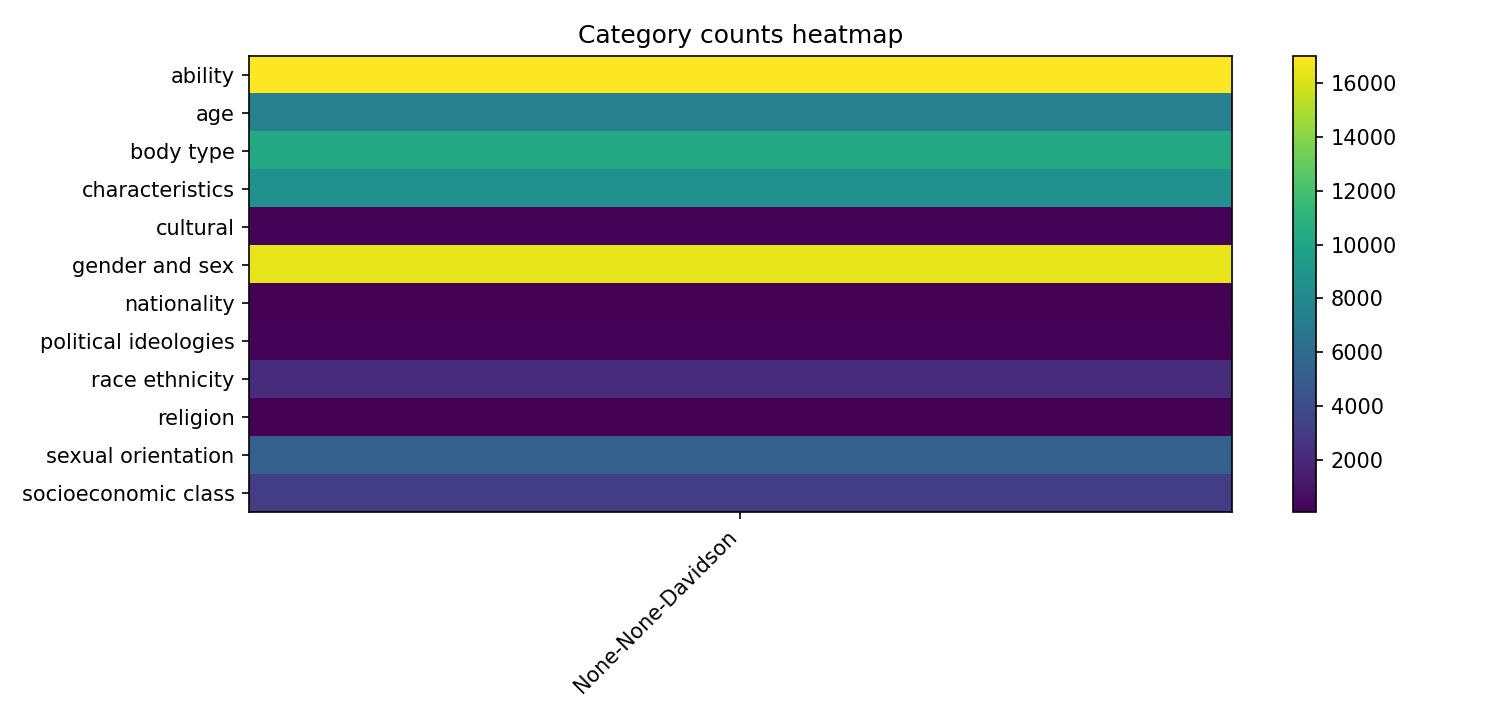 Category counts heatmap
ability
age
body type
characteristics
cultural
gender and sex
nationality
political ideologies
race ethnicity
religion
sexual orientation
socioeconomic class
None-None-Davidson
16000
14000
12000
10000
8000
6000
4000
2000